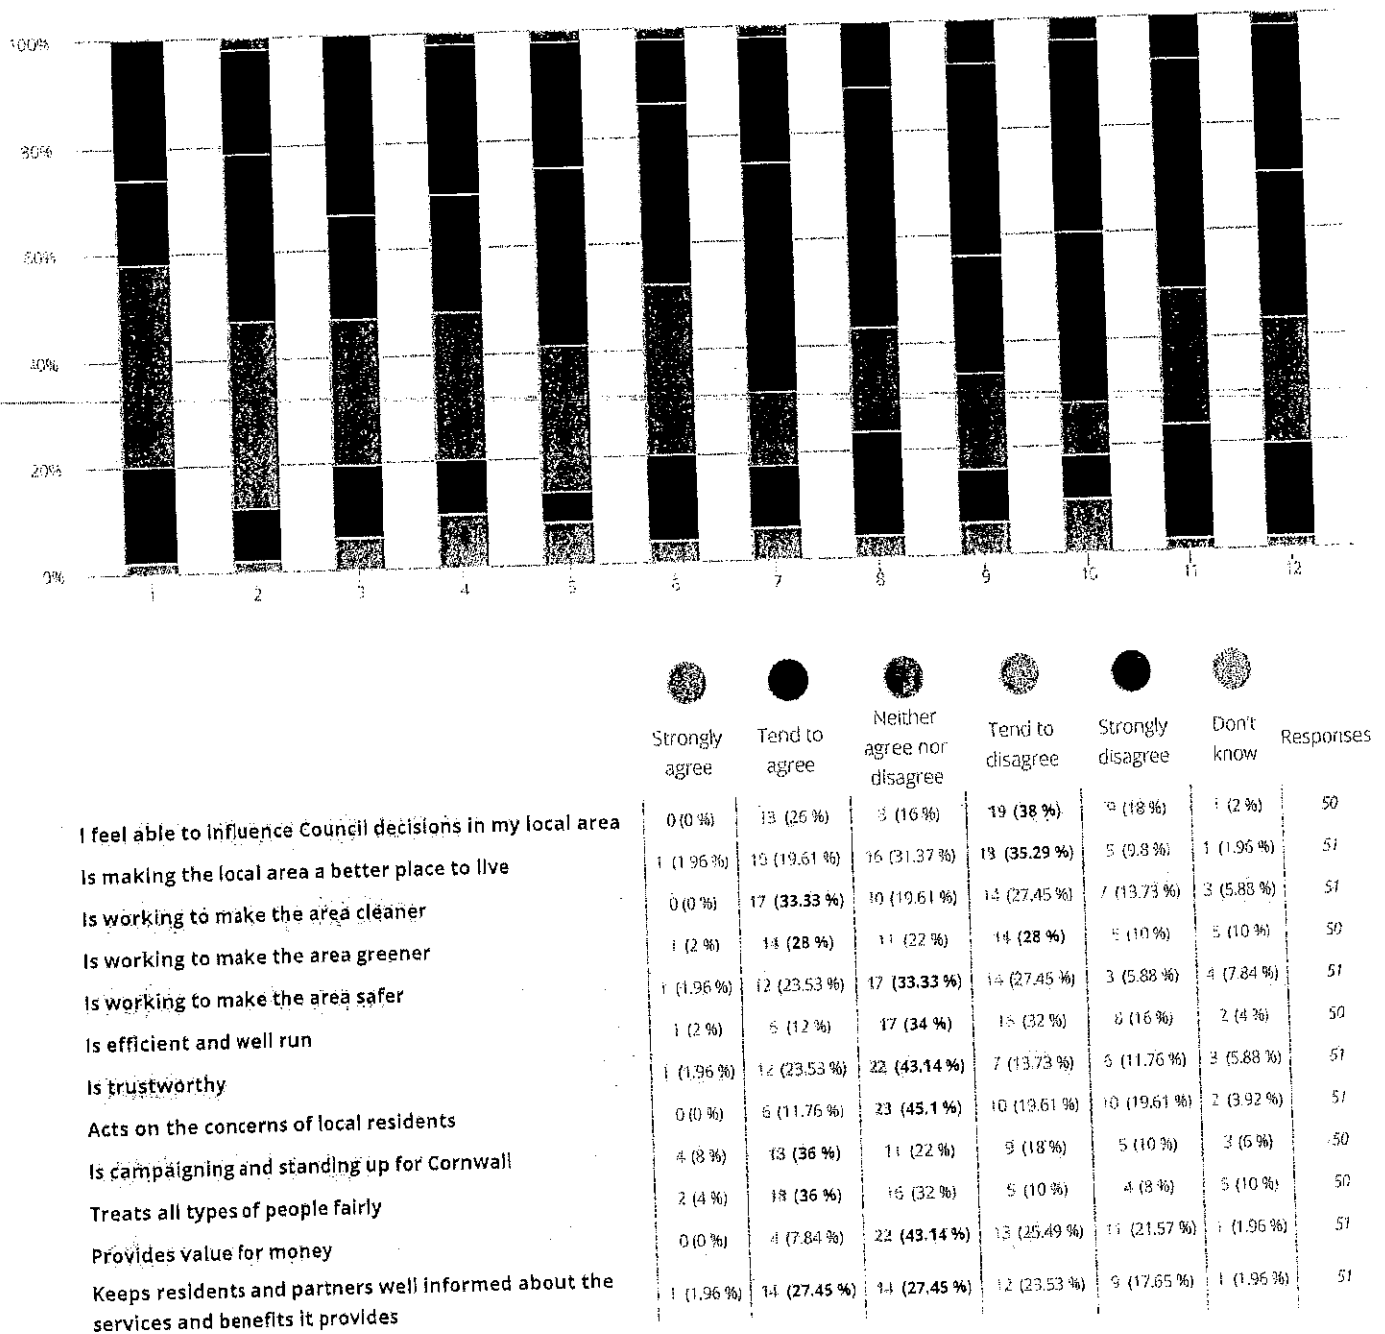 100%
80%
60%
40%
20%
0%
1 2 3 4 5 6 7 8 9 10 11 12
Strongly agree Tend to agree Neither agree nor disagree Tend to disagree Strongly disagree Don't know Responses
I feel able to influence Council decisions in my local area 0 (0 %) 13 (26 %) 8 (16 %) 19 (38 %) 9 (18 %) 1 (2 %) 50
Is making the local area a better place to live 1 (1.96 %) 10 (19.61 %) 16 (31.37 %) 18 (35.29 %) 5 (9.8 %) 1 (1.96 %) 51
Is working to make the area cleaner 0 (0 %) 17 (33.33 %) 10 (19.61 %) 14 (27.45 %) 7 (13.73 %) 3 (5.88 %) 51
Is working to make the area greener 1 (2 %) 14 (28 %) 11 (22 %) 14 (28 %) 5 (10 %) 5 (10 %) 50
Is working to make the area safer 1 (1.96 %) 12 (23.53 %) 17 (33.33 %) 14 (27.45 %) 3 (5.88 %) 4 (7.84 %) 51
Is efficient and well run 1 (2 %) 6 (12 %) 17 (34 %) 16 (32 %) 8 (16 %) 2 (4 %) 50
Is trustworthy 1 (1.96 %) 12 (23.53 %) 22 (43.14 %) 7 (13.73 %) 6 (11.76 %) 3 (5.88 %) 51
Acts on the concerns of local residents 0 (0 %) 6 (11.76 %) 23 (45.1 %) 10 (19.61 %) 10 (19.61 %) 2 (3.92 %) 51
Is campaigning and standing up for Cornwall 4 (8 %) 18 (36 %) 11 (22 %) 9 (18 %) 5 (10 %) 3 (6 %) 50
Treats all types of people fairly 2 (4 %) 18 (36 %) 16 (32 %) 5 (10 %) 4 (8 %) 5 (10 %) 50
Provides value for money 0 (0 %) 4 (7.84 %) 22 (43.14 %) 13 (25.49 %) 11 (21.57 %) 1 (1.96 %) 51
Keeps residents and partners well informed about the 1 (1.96 %) 14 (27.45 %) 14 (27.45 %) 12 (23.53 %) 9 (17.65 %) 1 (1.96 %) 51
services and benefits it provides